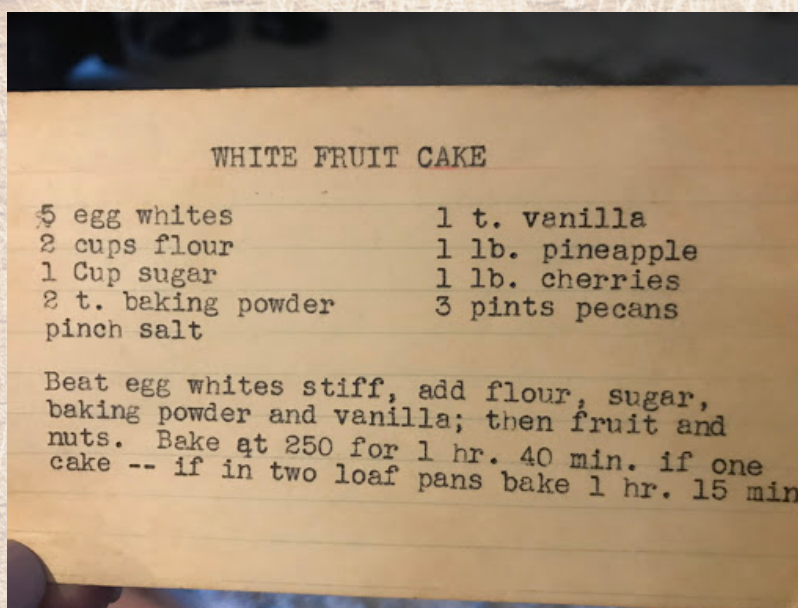 WHITE FRUIT CAKE
5 egg whites
2 cups flour
1 Cup sugar
2 t. baking powder
pinch salt
1 t. vanilla
1 lb. pineapple
1 lb. cherries
3 pints pecans
Beat egg whites stiff, add flour, sugar,
baking powder and vanilla; then fruit and
nuts. Bake at 250 for 1 hr. 40 min. if one
cake -- if in two loaf pans bake 1 hr. 15 min